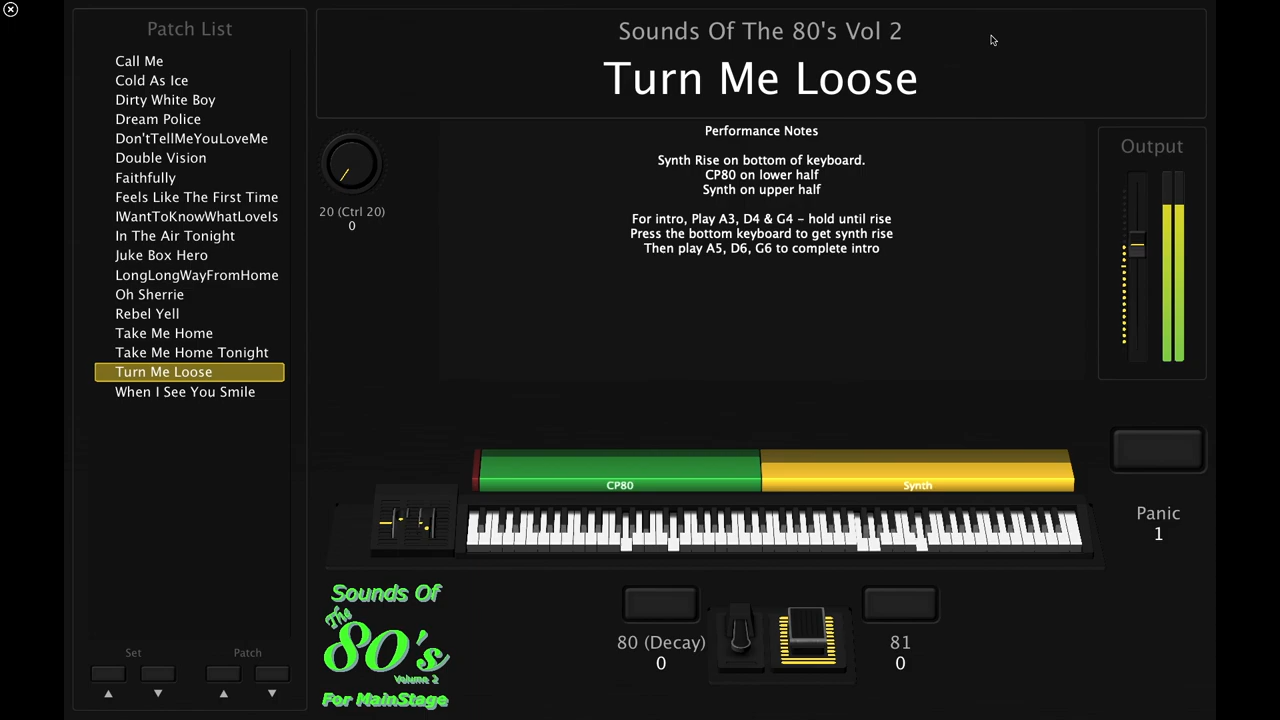 Patch List
Call Me
Cold As Ice
Dirty White Boy
Dream Police
Don'tTellMeYouLoveMe
Double Vision
Faithfully
Feels Like The First Time
IWantToKnowWhatLoveIs
In The Air Tonight
Juke Box Hero
LongLongWayFromHome
Oh Sherrie
Rebel Yell
Take Me Home
Take Me Home Tonight
Turn Me Loose
When I See You Smile
Set
Patch
Sounds Of The 80's Vol 2
Turn Me Loose
20 (Ctrl 20)
0
Performance Notes
Synth Rise on bottom of keyboard.
CP80 on lower half
Synth on upper half
For intro, Play A3, D4 & G4 – hold until rise
Press the bottom keyboard to get synth rise
Then play A5, D6, G6 to complete intro
Output
CP80
Synth
Panic
1
Sounds Of
The
80's
Volume 2
For MainStage
80 (Decay)
0
81
0